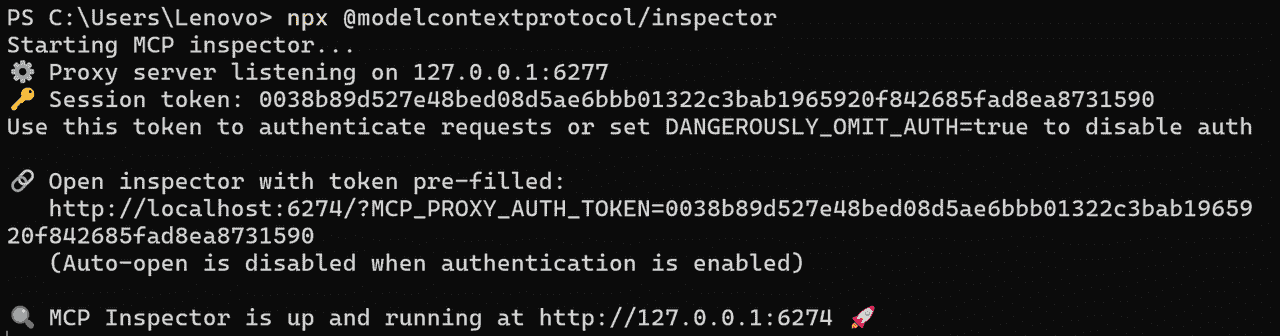 PS C:\Users\Lenovo> npx @modelcontextprotocol/inspector
Starting MCP inspector...
⚙️ Proxy server listening on 127.0.0.1:6277
🔑 Session token: 0038b89d527e48bed08d5ae6bbb01322c3bab1965920f842685fad8ea8731590
Use this token to authenticate requests or set DANGEROUSLY_OMIT_AUTH=true to disable auth
🔗 Open inspector with token pre-filled:
http://localhost:6274/?MCP_PROXY_AUTH_TOKEN=0038b89d527e48bed08d5ae6bbb01322c3bab19659
20f842685fad8ea8731590
(Auto-open is disabled when authentication is enabled)
🔍 MCP Inspector is up and running at http://127.0.0.1:6274 🚀